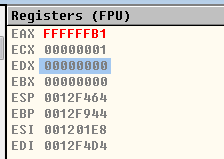 Registers (FPU)
EAX FFFFFFB1
ECX 00000001
EDX 00000000
EBX 00000000
ESP 0012F464
EBP 0012F944
ESI 001201E8
EDI 0012F4D4